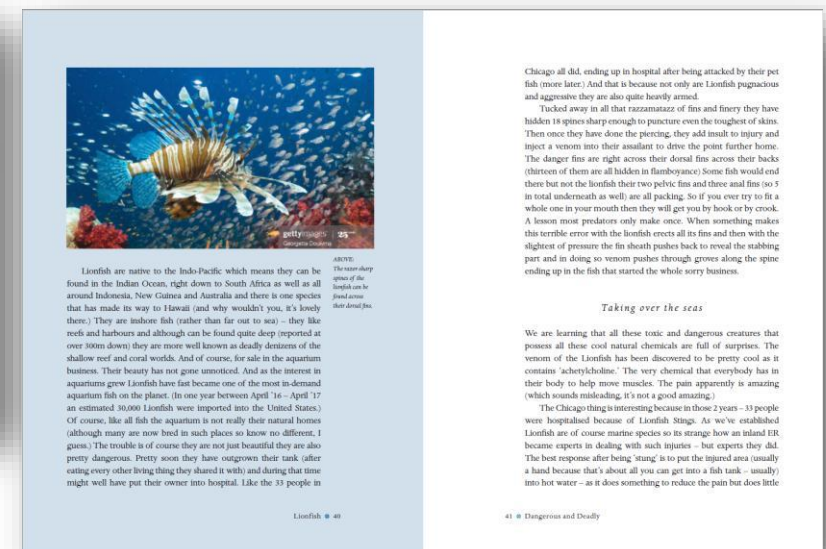 gettyimages
Georgette Douwma
25
ABOVE:
The razor sharp
spines of the
lionfish can be
found across
their dorsal fins.
Lionfish are native to the Indo-Pacific which means they can be
found in the Indian Ocean, right down to South Africa as well as all
around Indonesia, New Guinea and Australia and there is one species
that has made its way to Hawaii (and why wouldn't you, it's lovely
there.) They are inshore fish (rather than far out to sea) – they like
reefs and harbours and although can be found quite deep (reported at
over 300m down) they are more well known as deadly denizens of the
shallow reef and coral worlds. And of course, for sale in the aquarium
business. Their beauty has not gone unnoticed. And as the interest in
aquariums grew Lionfish have fast became one of the most in-demand
aquarium fish on the planet. (In one year between April '16 – April '17
an estimated 30,000 Lionfish were imported into the United States.)
Of course, like all fish the aquarium is not really their natural homes
(although many are now bred in such places so know no different, I
guess.) The trouble is of course they are not just beautiful they are also
pretty dangerous. Pretty soon they have outgrown their tank (after
eating every other living thing they shared it with) and during that time
might well have put their owner into hospital. Like the 33 people in
Lionfish 40
Chicago all did, ending up in hospital after being attacked by their pet
fish (more later.) And that is because not only are Lionfish pugnacious
and aggressive they are also quite heavily armed.
Tucked away in all that razzamatazz of fins and finery they have
hidden 18 spines sharp enough to puncture even the toughest of skins.
Then once they have done the piercing, they add insult to injury and
inject a venom into their assailant to drive the point further home.
The danger fins are right across their dorsal fins across their backs
(thirteen of them are all hidden in flamboyance) Some fish would end
there but not the lionfish their two pelvic fins and three anal fins (so 5
in total underneath as well) are all packing. So if you ever try to fit a
whole one in your mouth then they will get you by hook or by crook.
A lesson most predators only make once. When something makes
this terrible error with the lionfish erects all its fins and then with the
slightest of pressure the fin sheath pushes back to reveal the stabbing
part and in doing so venom pushes through groves along the spine
ending up in the fish that started the whole sorry business.
Taking over the seas
We are learning that all these toxic and dangerous creatures that
possess all these cool natural chemicals are full of surprises. The
venom of the Lionfish has been discovered to be pretty cool as it
contains 'achetylcholine.' The very chemical that everybody has in
their body to help move muscles. The pain apparently is amazing
(which sounds misleading, it's not a good amazing.)
The Chicago thing is interesting because in those 2 years – 33 people
were hospitalised because of Lionfish Stings. As we've established
Lionfish are of course marine species so its strange how an inland ER
became experts in dealing with such injuries – but experts they did.
The best response after being 'stung' is to put the injured area (usually
a hand because that's about all you can get into a fish tank – usually)
into hot water – as it does something to reduce the pain but does little
41 Dangerous and Deadly